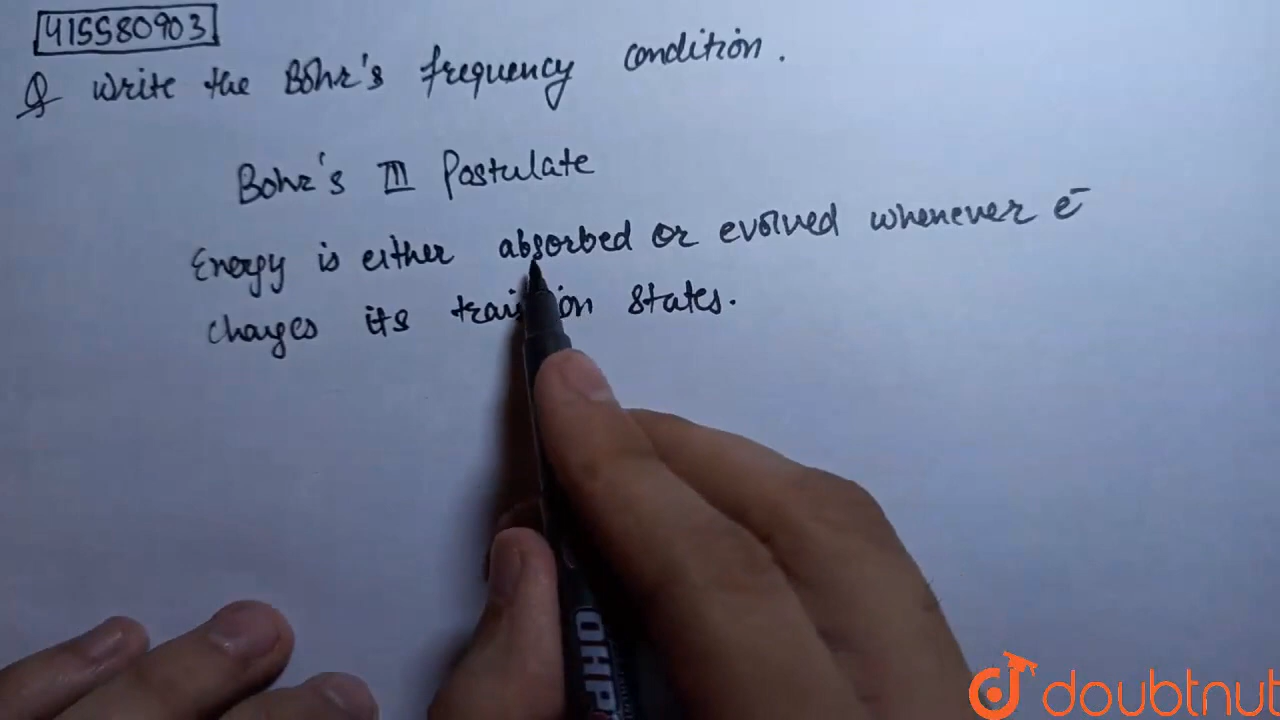 415580903
Q Write the Bohr's frequency condition.
Bohr's III Postulate
Energy is either absorbed or evolved whenever e⁻
changes its states.
OHP
doubtnut